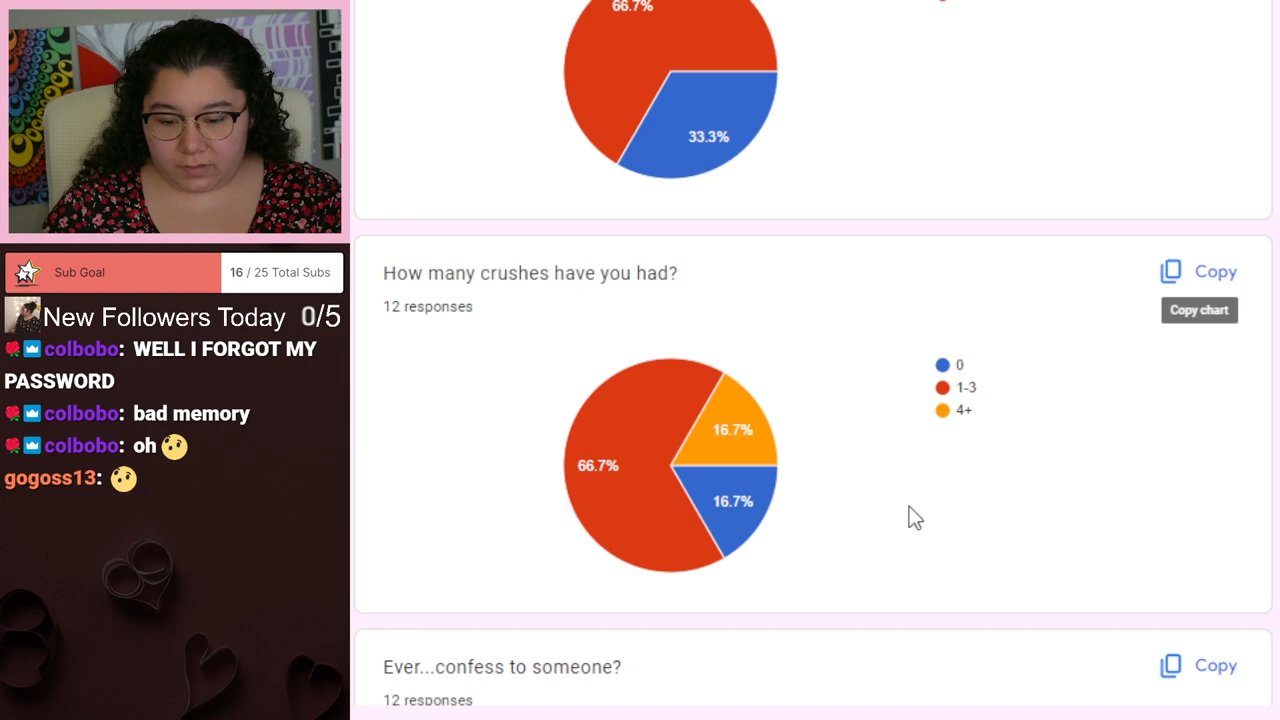 66.7%
33.3%
Sub Goal
16 / 25 Total Subs
New Followers Today 0/5
colbobo: WELL I FORGOT MY
PASSWORD
colbobo: bad memory
colbobo: oh 🤨
gogoss13: 🤨
How many crushes have you had?
Copy
12 responses
Copy chart
0
1-3
4+
16.7%
66.7%
16.7%
Ever...confess to someone?
Copy
12 responses